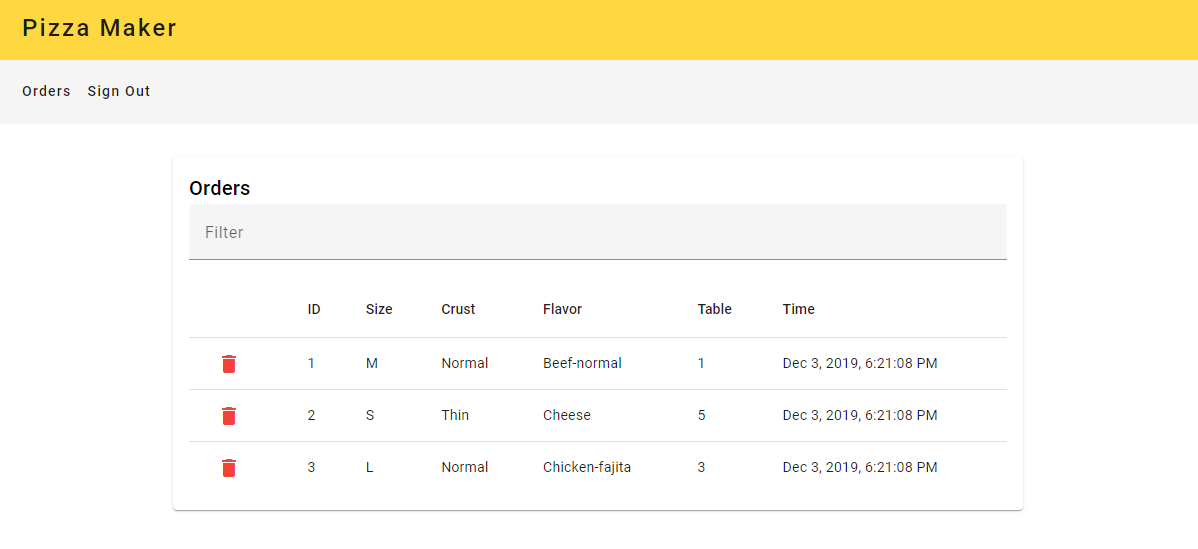 Pizza Maker
Orders Sign Out
Orders
Filter
ID Size Crust Flavor Table Time
1 M Normal Beef-normal 1 Dec 3, 2019, 6:21:08 PM
2 S Thin Cheese 5 Dec 3, 2019, 6:21:08 PM
3 L Normal Chicken-fajita 3 Dec 3, 2019, 6:21:08 PM